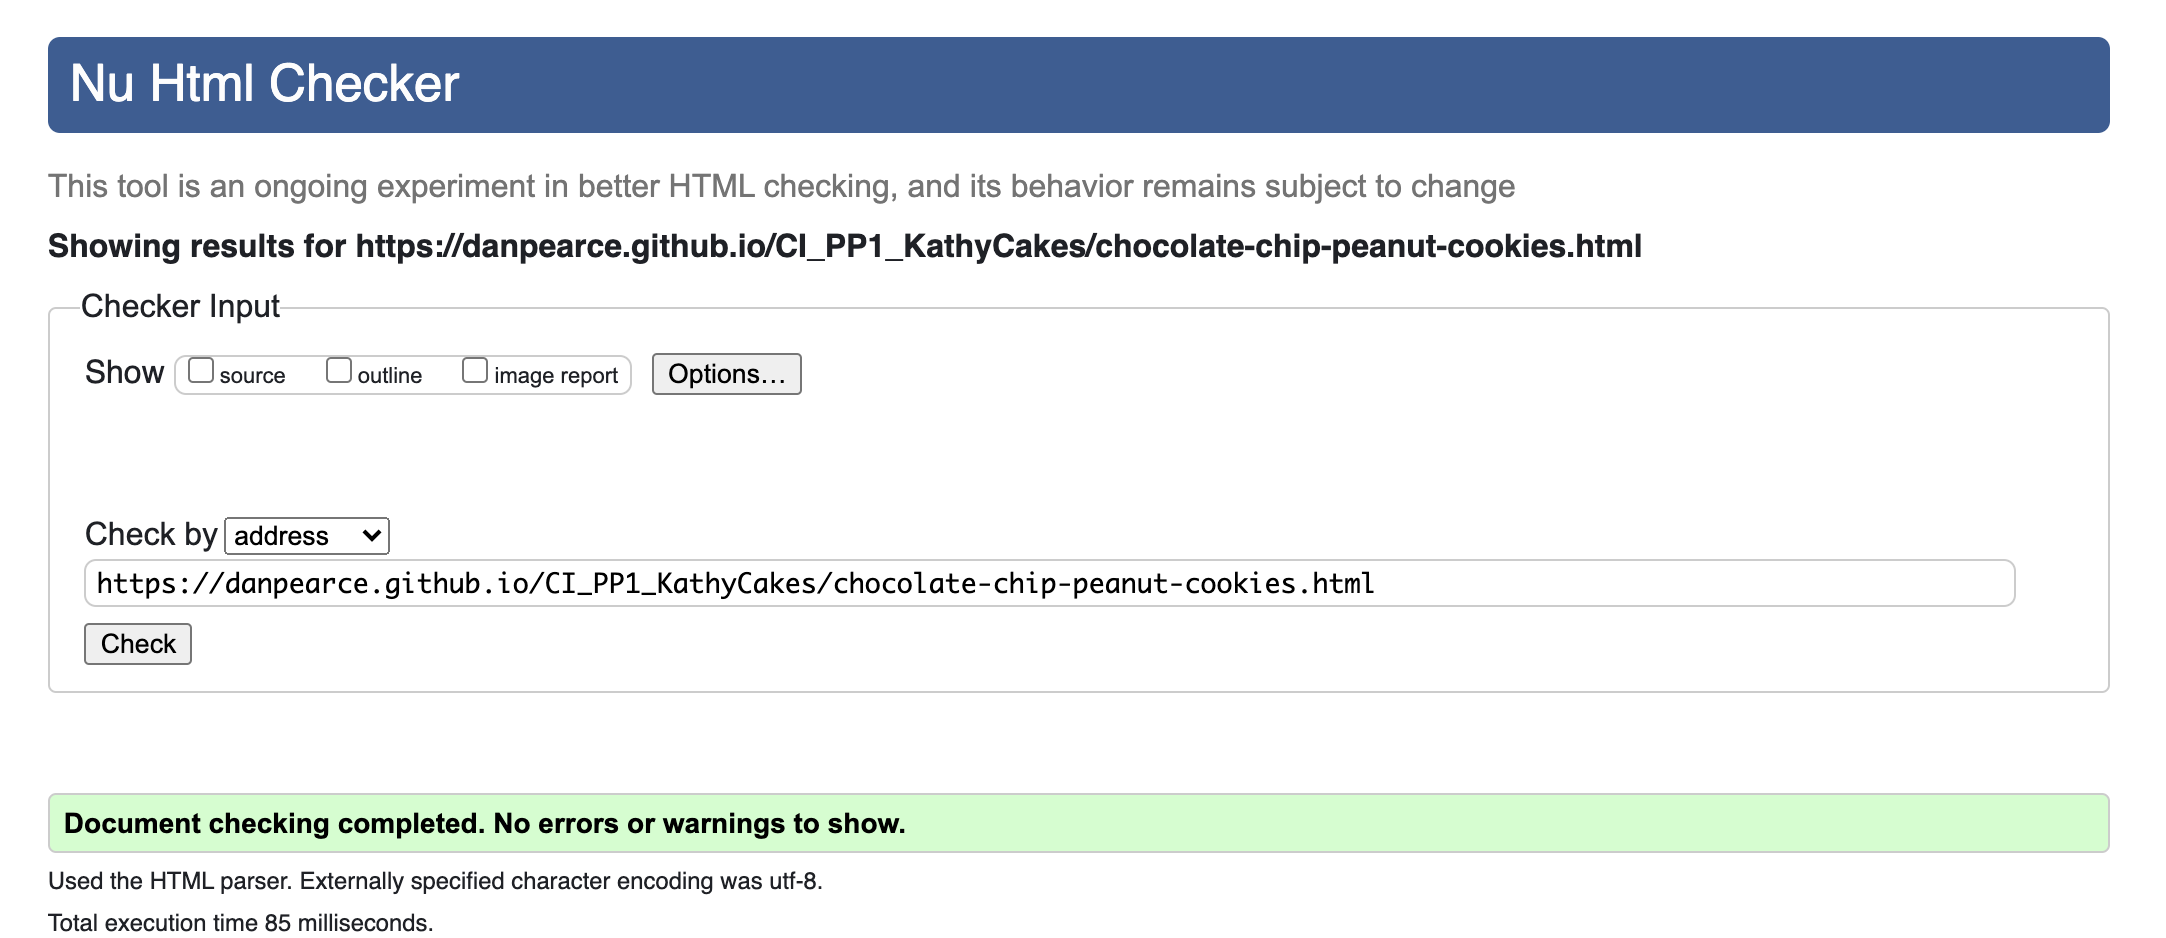 Nu Html Checker
This tool is an ongoing experiment in better HTML checking, and its behavior remains subject to change
Showing results for https://danpearce.github.io/CI_PP1_KathyCakes/chocolate-chip-peanut-cookies.html
Checker Input
Show source outline image report Options...
Check by address
https://danpearce.github.io/CI_PP1_KathyCakes/chocolate-chip-peanut-cookies.html
Check
Document checking completed. No errors or warnings to show.
Used the HTML parser. Externally specified character encoding was utf-8.
Total execution time 85 milliseconds.